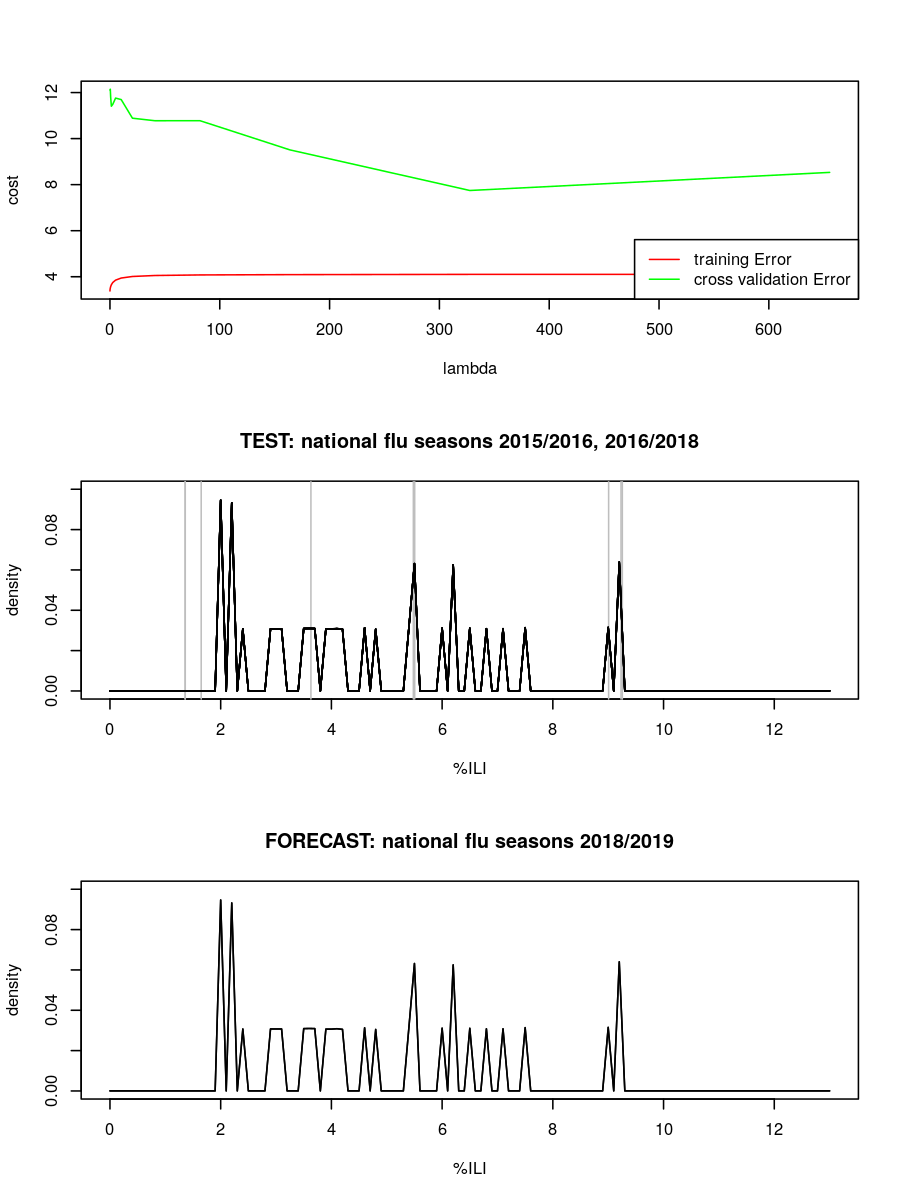 12
10
8
6
4
cost
training Error
cross validation Error
0 100 200 300 400 500 600
lambda
TEST: national flu seasons 2015/2016, 2016/2018
0.08
0.04
0.00
density
0 2 4 6 8 10 12
%ILI
FORECAST: national flu seasons 2018/2019
0.08
0.04
0.00
density
0 2 4 6 8 10 12
%ILI